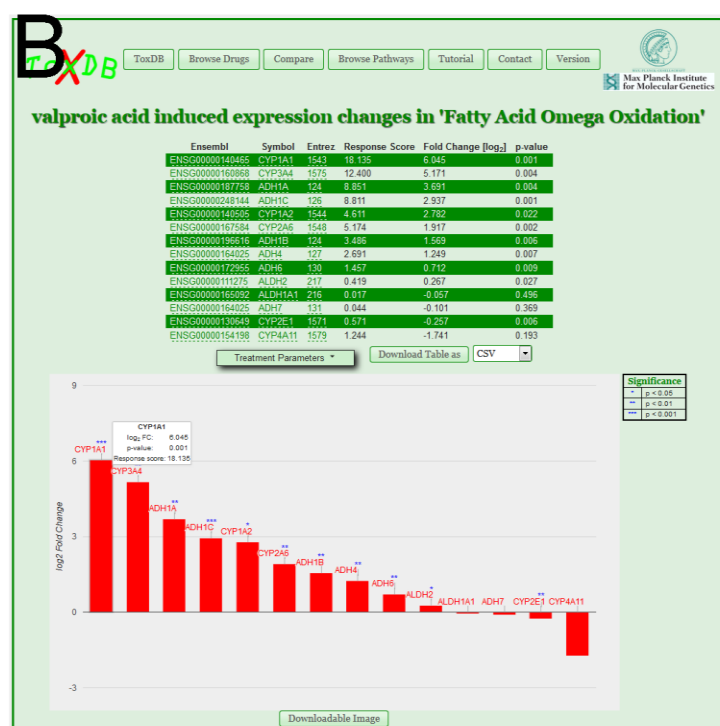 B
ToXDB
ToxDB Browse Drugs Compare Browse Pathways Tutorial Contact Version
Max Planck Institute
for Molecular Genetics
valproic acid induced expression changes in 'Fatty Acid Omega Oxidation'
Ensembl Symbol Entrez Response Score Fold Change [log2] p-value
ENSG00000140465 CYP1A1 1543 18.135 6.045 0.001
ENSG00000160868 CYP3A4 1575 12.400 5.171 0.004
ENSG00000187758 ADH1A 124 8.851 3.691 0.004
ENSG00000248144 ADH1C 126 8.811 2.937 0.001
ENSG00000140505 CYP1A2 1544 4.611 2.782 0.022
ENSG00000167584 CYP2A6 1548 5.174 1.917 0.002
ENSG00000196616 ADH1B 124 3.486 1.569 0.006
ENSG00000164025 ADH4 127 2.691 1.249 0.007
ENSG00000172955 ADH6 130 1.457 0.712 0.009
ENSG00000111275 ALDH2 217 0.419 0.267 0.027
ENSG00000165092 ALDH1A1 216 0.017 -0.057 0.496
ENSG00000164025 ADH7 131 0.044 -0.101 0.369
ENSG00000130649 CYP2E1 1571 0.571 -0.257 0.006
ENSG00000154198 CYP4A11 1579 1.244 -1.741 0.193
Treatment Parameters Download Table as CSV
Significance
* p < 0.05
** p < 0.01
*** p < 0.001
9
6
3
0
-3
log2 Fold Change
CYP1A1
log2 FC: 6.045
p-value: 0.001
Response score: 18.135
***
CYP1A1
CYP3A4
**
ADH1A
***
ADH1C
*
CYP1A2
**
CYP2A6
**
ADH1B
**
ADH4
**
ADH6
*
ALDH2
ALDH1A1
ADH7
**
CYP2E1
CYP4A11
Downloadable Image